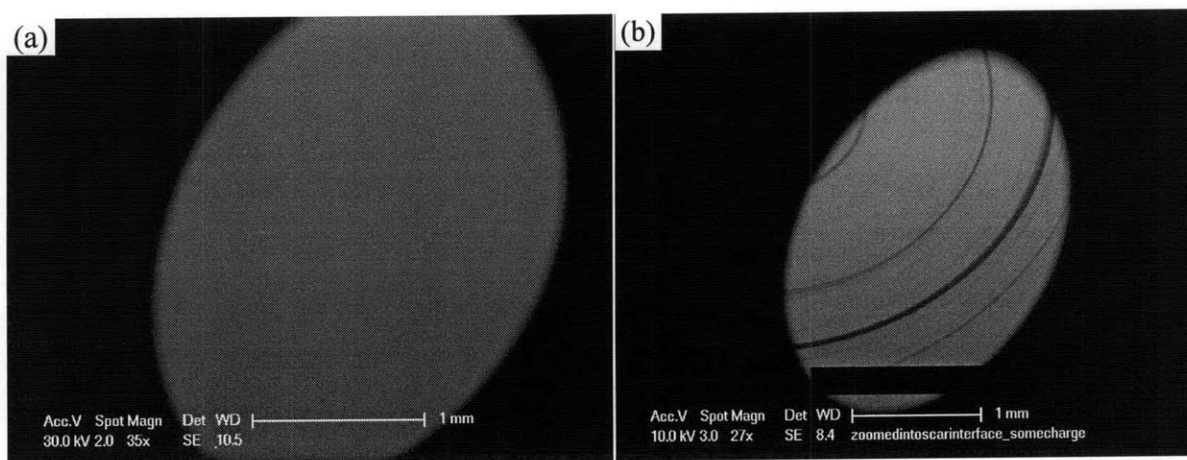 (a)
Acc.V Spot Magn Det WD 1 mm
30.0 kV 2.0 35x SE 10.5
(b)
Acc.V Spot Magn Det WD 1 mm
10.0 kV 3.0 27x SE 8.4 zoomedintoscarinterface_somecharge